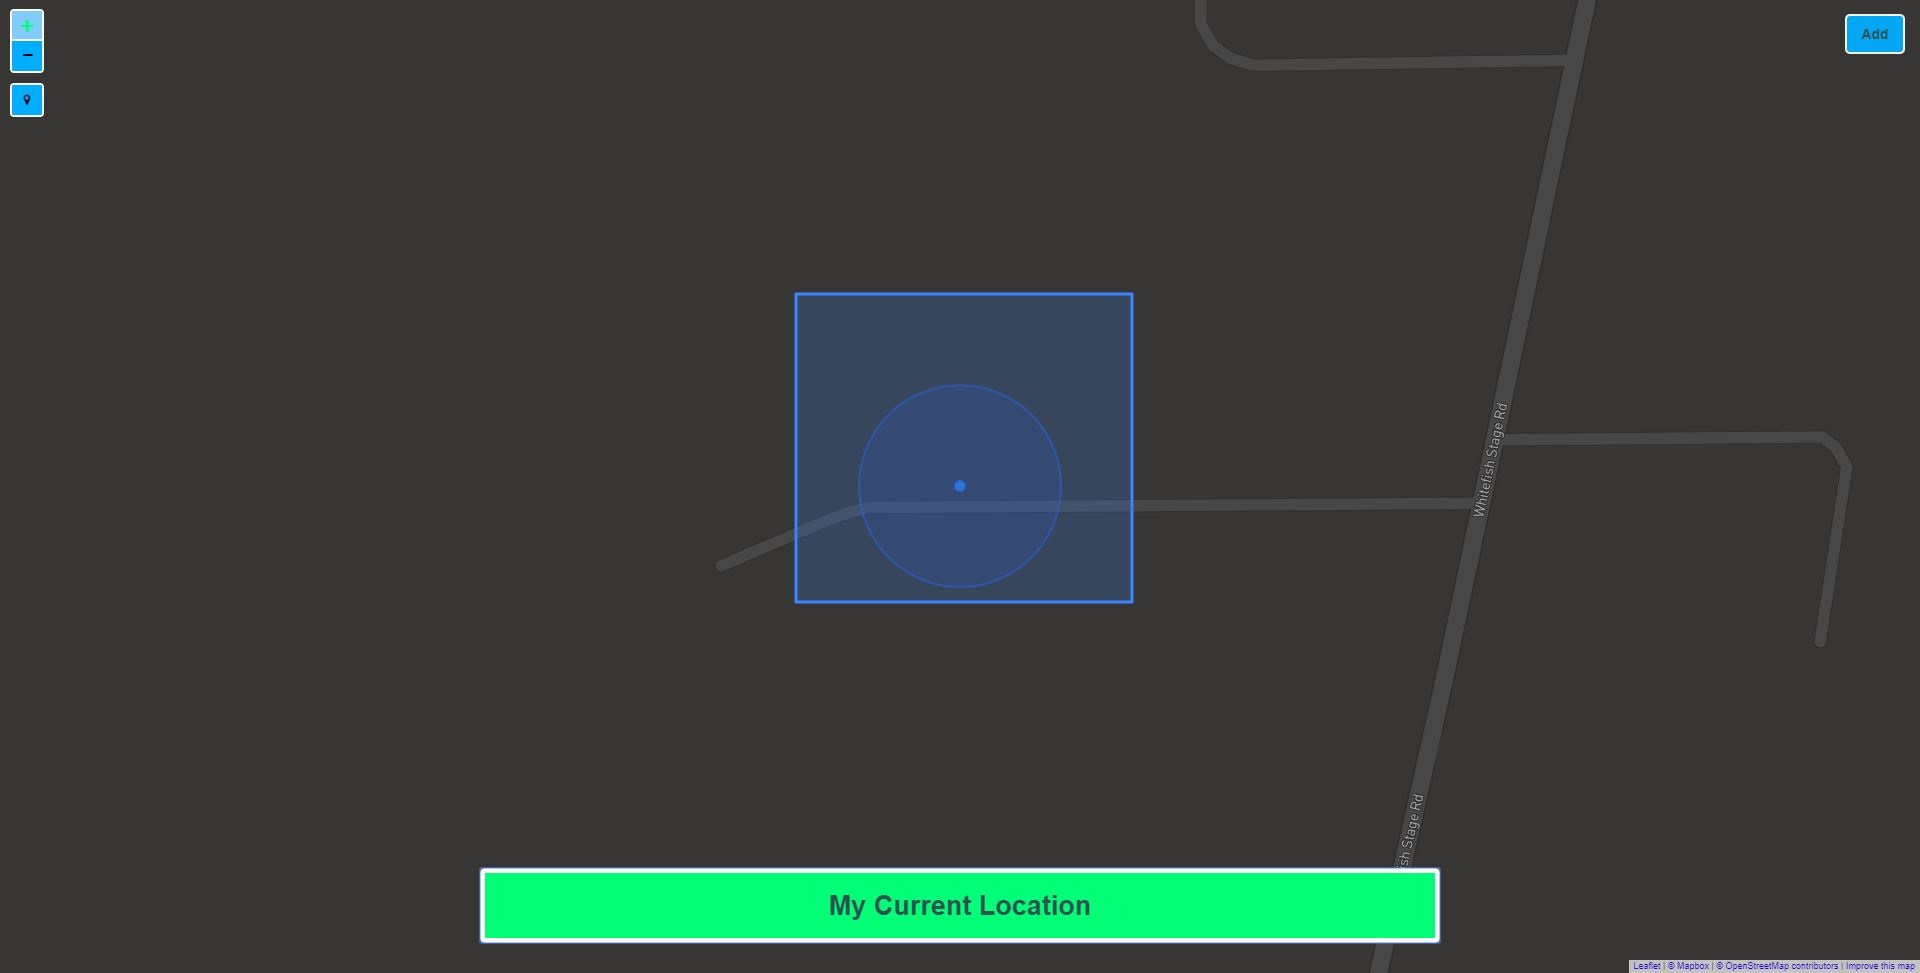 +
Add
−
Whitefish Stage Rd
ish Stage Rd
My Current Location
Leaflet | © Mapbox | © OpenStreetMap contributors | Improve this map